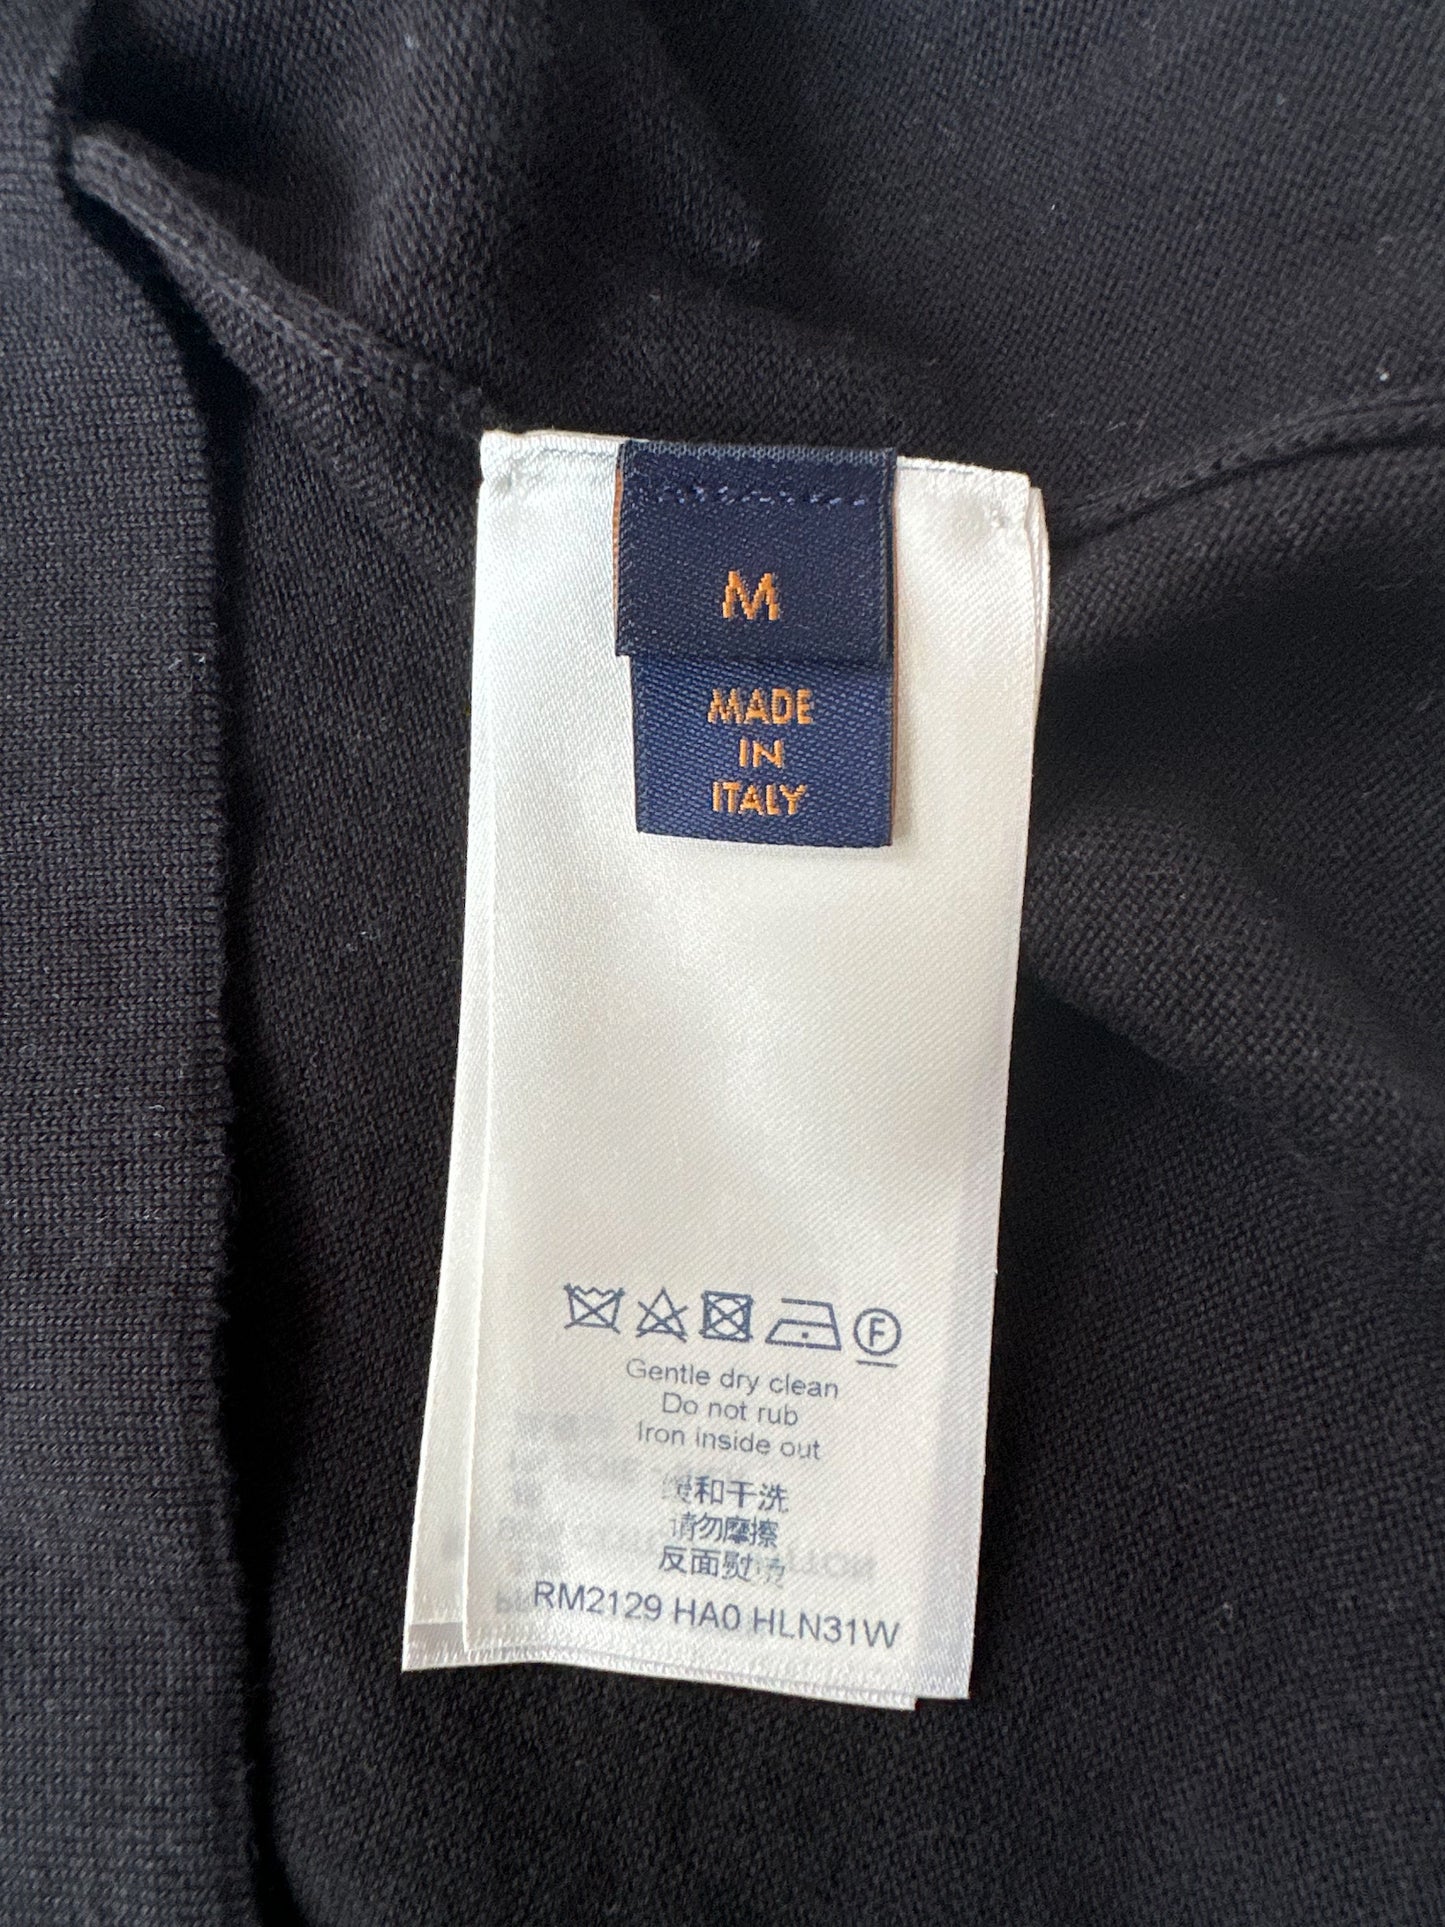 M
MADE
IN
ITALY
F
Gentle dry clean
Do not rub
Iron inside out
缓和干洗
请勿摩擦
反面熨烫
RM2129 HA0 HLN31W